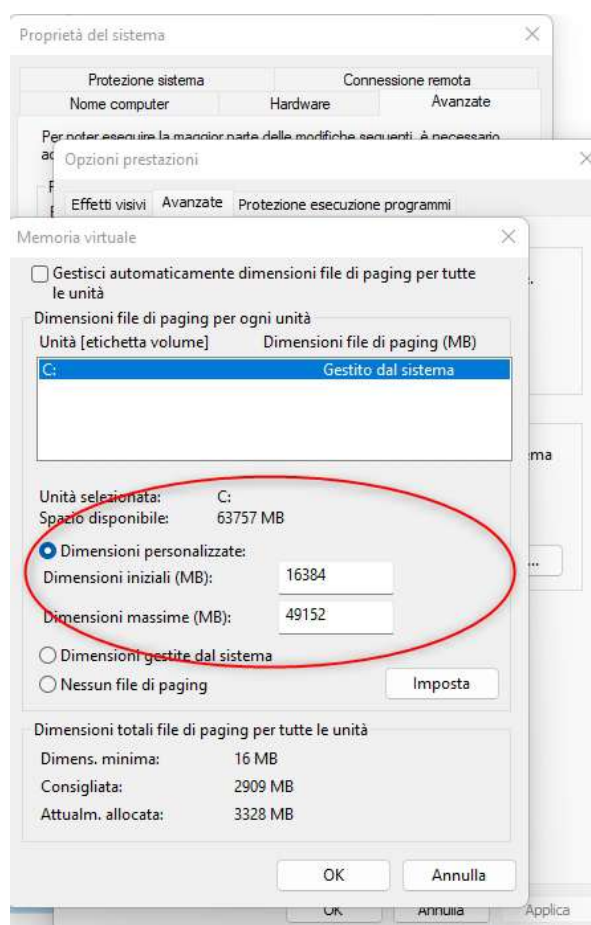 Proprietà del sistema
Protezione sistema Connessione remota
Nome computer Hardware Avanzate
Per poter eseguire la maggior parte delle modifiche seguenti, è necessario
Opzioni prestazioni
Effetti visivi Avanzate Protezione esecuzione programmi
Memoria virtuale
Gestisci automaticamente dimensioni file di paging per tutte
le unità
Dimensioni file di paging per ogni unità
Unità [etichetta volume] Dimensioni file di paging (MB)
C: Gestito dal sistema
Unità selezionata: C:
Spazio disponibile: 63757 MB
Dimensioni personalizzate:
Dimensioni iniziali (MB): 16384
Dimensioni massime (MB): 49152
Dimensioni gestite dal sistema
Nessun file di paging Imposta
Dimensioni totali file di paging per tutte le unità
Dimens. minima: 16 MB
Consigliata: 2909 MB
Attualm. allocata: 3328 MB
OK Annulla
OK Annulla Applica